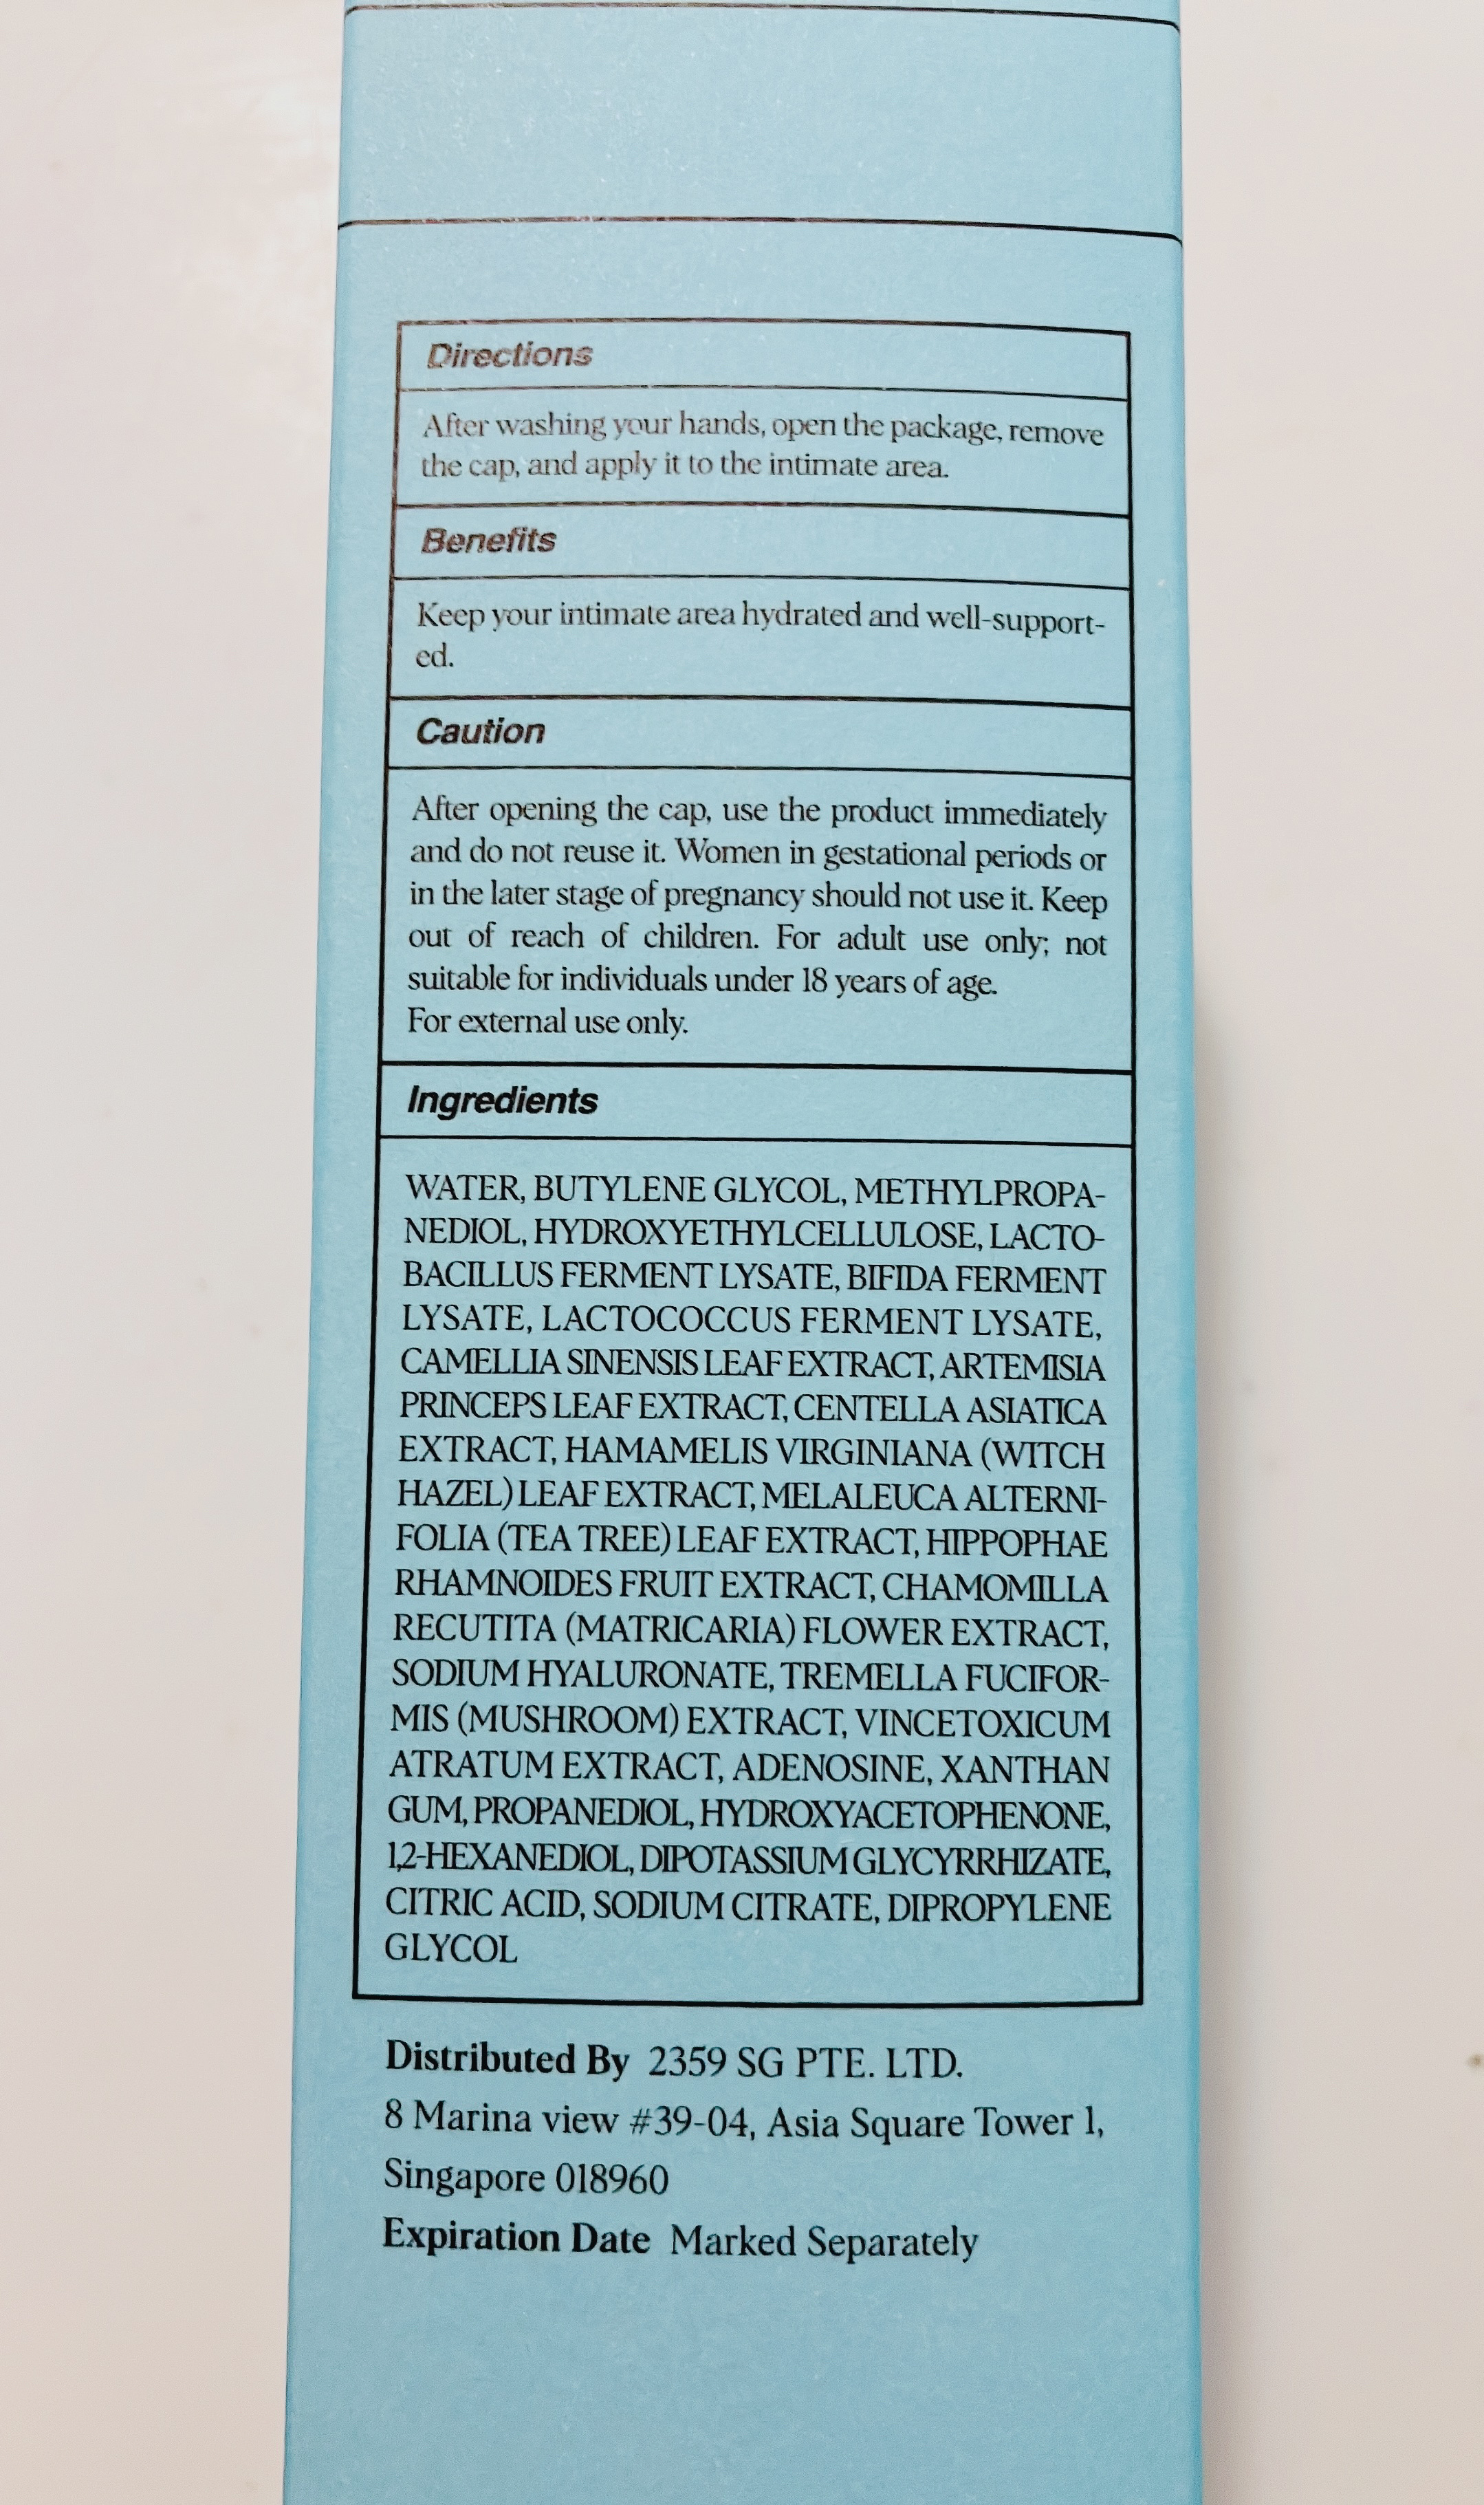 Directions
After washing your hands, open the package, remove
the cap, and apply it to the intimate area.
Benefits
Keep your intimate area hydrated and well-support-
ed.
Caution
After opening the cap, use the product immediately
and do not reuse it. Women in gestational periods or
in the later stage of pregnancy should not use it. Keep
out of reach of children. For adult use only; not
suitable for individuals under 18 years of age.
For external use only.
Ingredients
WATER, BUTYLENE GLYCOL, METHYLPROPA-
NEDIOL, HYDROXYETHYLCELLULOSE, LACTO-
BACILLUS FERMENT LYSATE, BIFIDA FERMENT
LYSATE, LACTOCOCCUS FERMENT LYSATE,
CAMELLIA SINENSIS LEAF EXTRACT, ARTEMISIA
PRINCEPS LEAF EXTRACT, CENTELLA ASIATICA
EXTRACT, HAMAMELIS VIRGINIANA (WITCH
HAZEL) LEAF EXTRACT, MELALEUCA ALTERNI-
FOLIA (TEA TREE) LEAF EXTRACT, HIPPOPHAE
RHAMNOIDES FRUIT EXTRACT, CHAMOMILLA
RECUTITA (MATRICARIA) FLOWER EXTRACT,
SODIUM HYALURONATE, TREMELLA FUCIFOR-
MIS (MUSHROOM) EXTRACT, VINCETOXICUM
ATRATUM EXTRACT, ADENOSINE, XANTHAN
GUM, PROPANEDIOL, HYDROXYACETOPHENONE,
1,2-HEXANEDIOL, DIPOTASSIUM GLYCYRRHIZATE,
CITRIC ACID, SODIUM CITRATE, DIPROPYLENE
GLYCOL
Distributed By 2359 SG PTE. LTD.
8 Marina view #39-04, Asia Square Tower 1,
Singapore 018960
Expiration Date Marked Separately